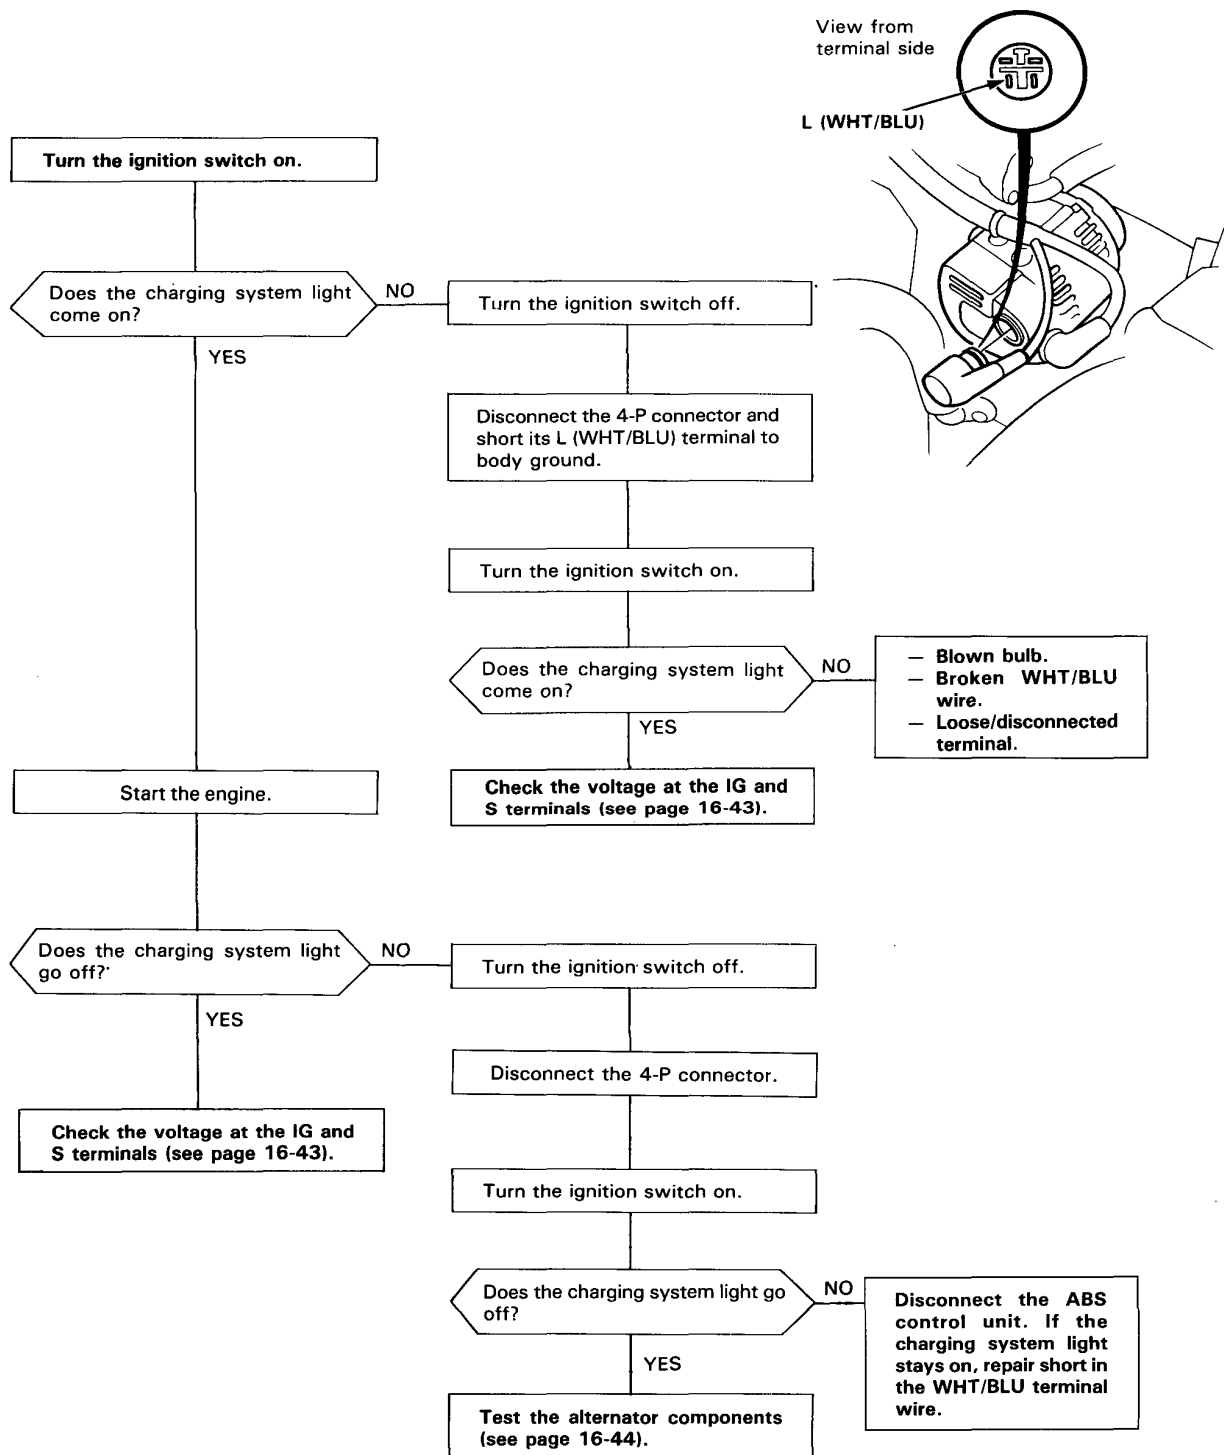 View from
terminal side
L (WHT/BLU)
Turn the ignition switch on.
Does the charging system light
come on?
NO
YES
Turn the ignition switch off.
Disconnect the 4-P connector and
short its L (WHT/BLU) terminal to
body ground.
Turn the ignition switch on.
Does the charging system light
come on?
NO
YES
— Blown bulb.
— Broken WHT/BLU
wire.
— Loose/disconnected
terminal.
Check the voltage at the IG and
S terminals (see page 16-43).
Start the engine.
Does the charging system light
go off?
NO
YES
Check the voltage at the IG and
S terminals (see page 16-43).
Turn the ignition switch off.
Disconnect the 4-P connector.
Turn the ignition switch on.
Does the charging system light go
off?
NO
YES
Disconnect the ABS
control unit. If the
charging system light
stays on, repair short in
the WHT/BLU terminal
wire.
Test the alternator components
(see page 16-44).